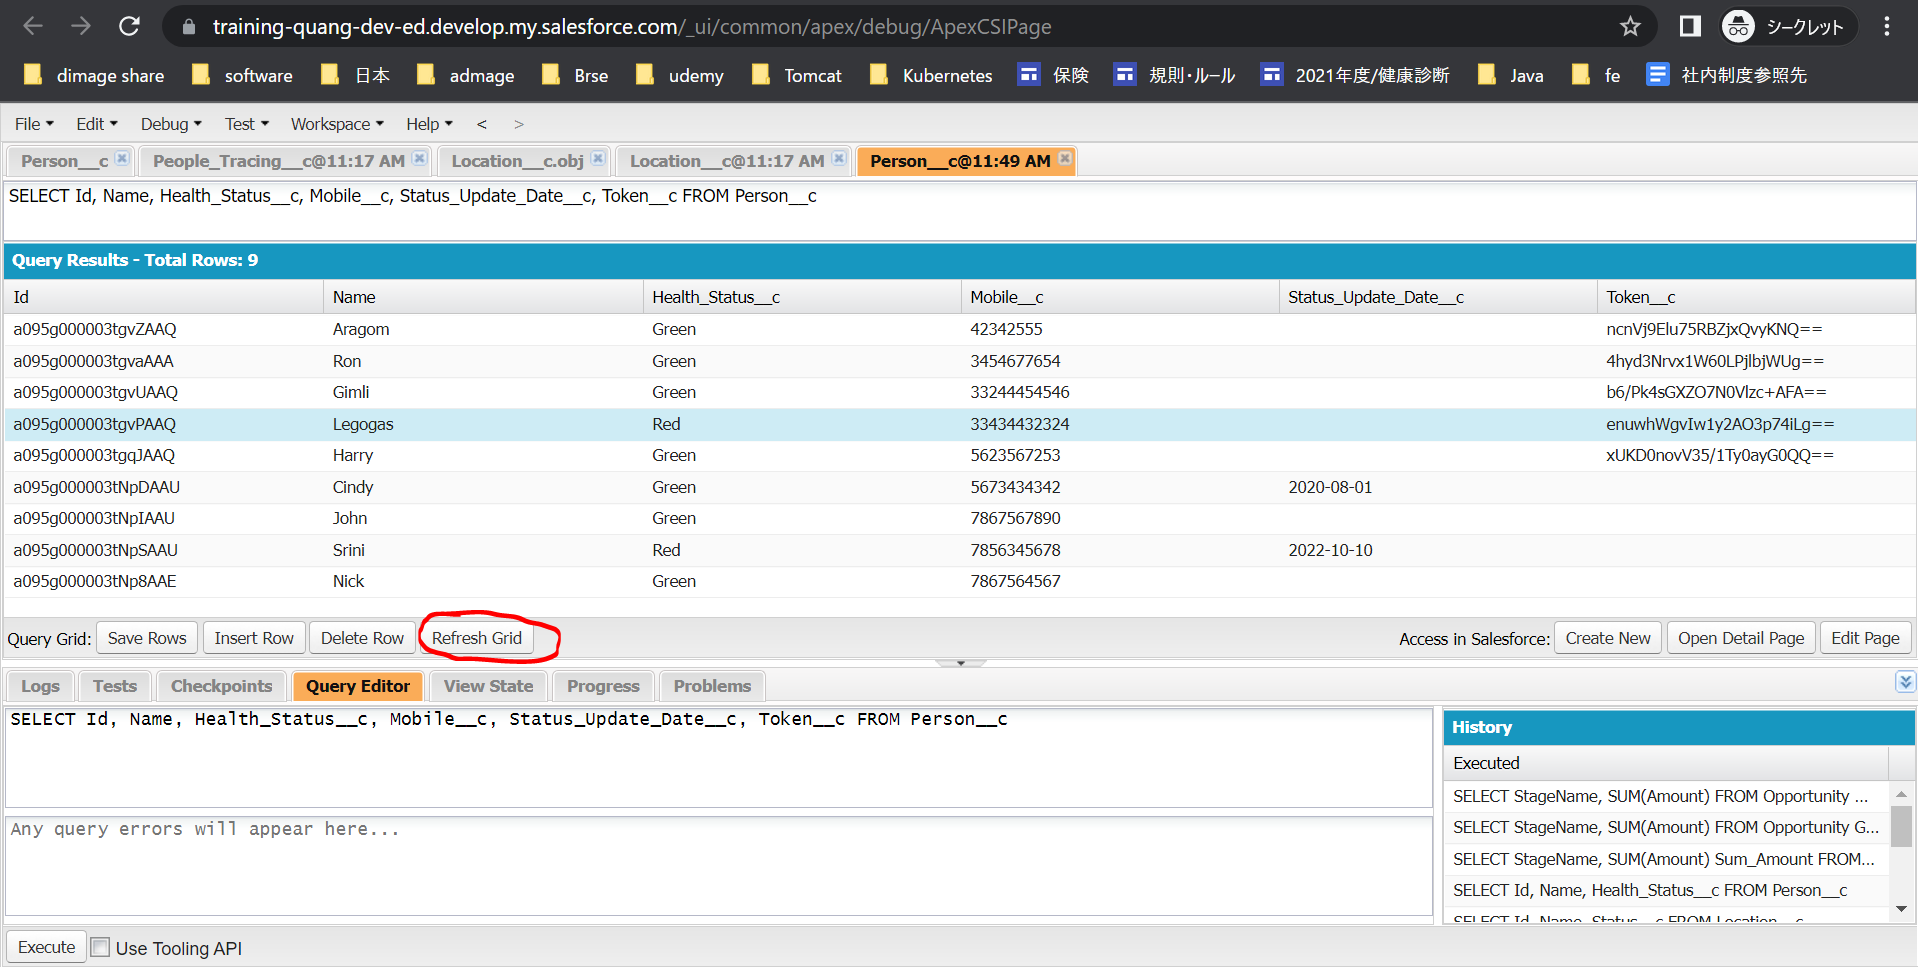 training-quang-dev-ed.develop.my.salesforce.com/_ui/common/apex/debug/ApexCSIPage シークレット
dimage share software 日本 admage Brse udemy Tomcat Kubernetes 保険 規則・ルール 2021年度/健康診断 Java fe 社内制度参照先
File Edit Debug Test Workspace Help < >
Person__c People_Tracing__c@11:17 AM Location__c.obj Location__c@11:17 AM Person__c@11:49 AM
SELECT Id, Name, Health_Status__c, Mobile__c, Status_Update_Date__c, Token__c FROM Person__c
Query Results - Total Rows: 9
Id Name Health_Status__c Mobile__c Status_Update_Date__c Token__c
a095g000003tgvZAAQ Aragom Green 42342555 ncnVj9Elu75RBZjxQvyKNQ==
a095g000003tgvaAAA Ron Green 3454677654 4hyd3Nrvx1W60LPjlbjWUg==
a095g000003tgvUAAQ Gimli Green 33244454546 b6/Pk4sGXZO7N0Vlzc+AFA==
a095g000003tgvPAAQ Legogas Red 33434432324 enuwhWgvIw1y2AO3p74iLg==
a095g000003tgqJAAQ Harry Green 5623567253 xUKD0novV35/1Ty0ayG0QQ==
a095g000003tNpDAAU Cindy Green 5673434342 2020-08-01
a095g000003tNpIAAU John Green 7867567890
a095g000003tNpSAAU Srini Red 7856345678 2022-10-10
a095g000003tNp8AAE Nick Green 7867564567
Query Grid: Save Rows Insert Row Delete Row Refresh Grid Access in Salesforce: Create New Open Detail Page Edit Page
Logs Tests Checkpoints Query Editor View State Progress Problems
SELECT Id, Name, Health_Status__c, Mobile__c, Status_Update_Date__c, Token__c FROM Person__c
Any query errors will appear here...
History
Executed
SELECT StageName, SUM(Amount) FROM Opportunity ...
SELECT StageName, SUM(Amount) FROM Opportunity G...
SELECT StageName, SUM(Amount) Sum_Amount FROM...
SELECT Id, Name, Health_Status__c FROM Person__c
SELECT Id, Name, Status__c FROM Location__c
Execute Use Tooling API